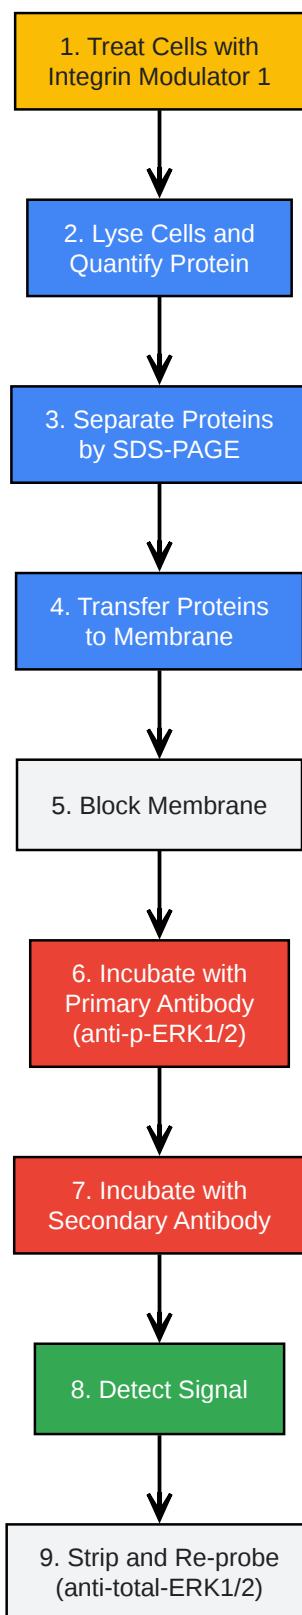 1. Treat Cells with
Integrin Modulator 1
2. Lyse Cells and
Quantify Protein
3. Separate Proteins
by SDS-PAGE
4. Transfer Proteins
to Membrane
5. Block Membrane
6. Incubate with
Primary Antibody
(anti-p-ERK1/2)
7. Incubate with
Secondary Antibody
8. Detect Signal
9. Strip and Re-probe
(anti-total-ERK1/2)